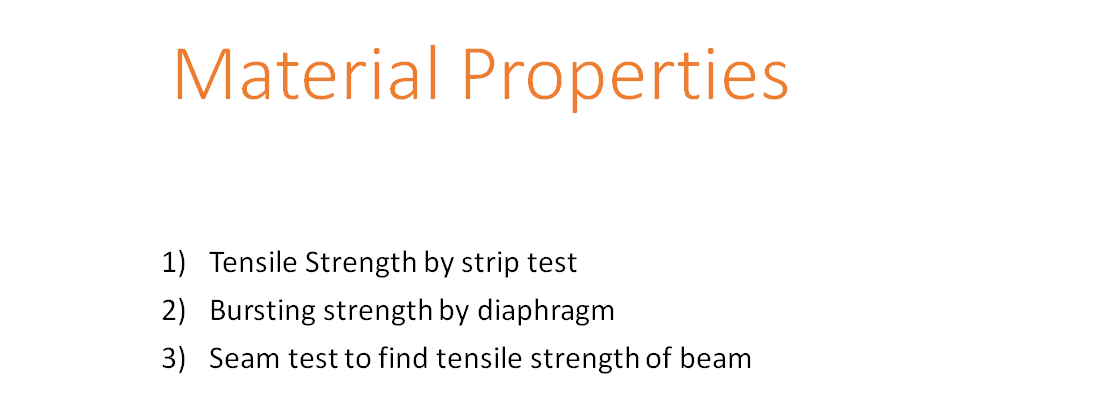 Material Properties
1) Tensile Strength by strip test
2) Bursting strength by diaphragm
3) Seam test to find tensile strength of beam